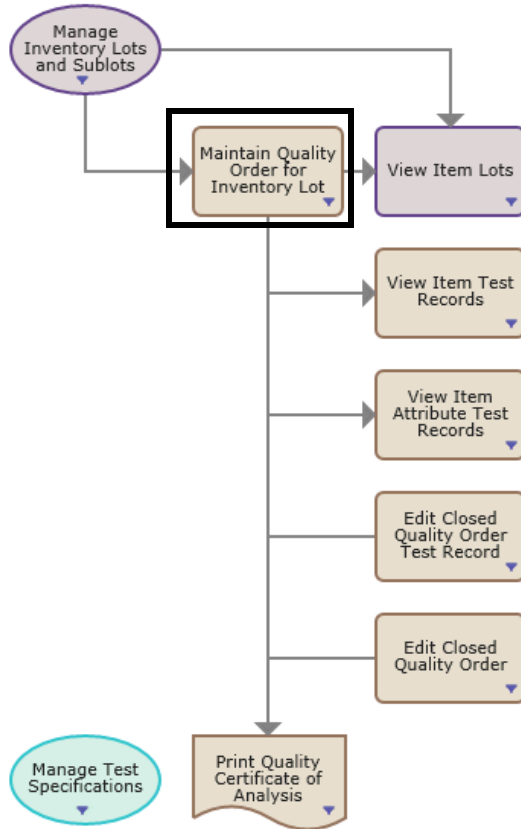 Manage
Inventory Lots
and Sublots
Maintain Quality
Order for
Inventory Lot
View Item Lots
View Item Test
Records
View Item
Attribute Test
Records
Edit Closed
Quality Order
Test Record
Edit Closed
Quality Order
Manage Test
Specifications
Print Quality
Certificate of
Analysis